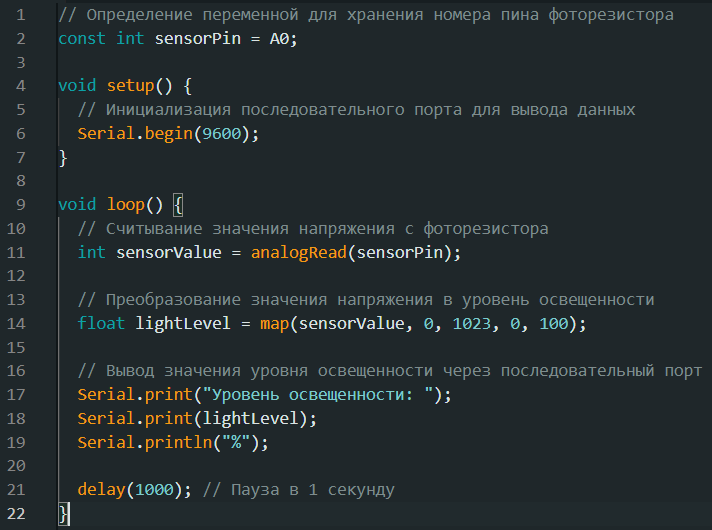 1 // Определение переменной для хранения номера пина фоторезистора
2 const int sensorPin = A0;
3
4 void setup() {
5   // Инициализация последовательного порта для вывода данных
6   Serial.begin(9600);
7 }
8
9 void loop() {
10   // Считывание значения напряжения с фоторезистора
11   int sensorValue = analogRead(sensorPin);
12
13   // Преобразование значения напряжения в уровень освещенности
14   float lightLevel = map(sensorValue, 0, 1023, 0, 100);
15
16   // Вывод значения уровня освещенности через последовательный порт
17   Serial.print("Уровень освещенности: ");
18   Serial.print(lightLevel);
19   Serial.println("%");
20
21   delay(1000); // Пауза в 1 секунду
22 }